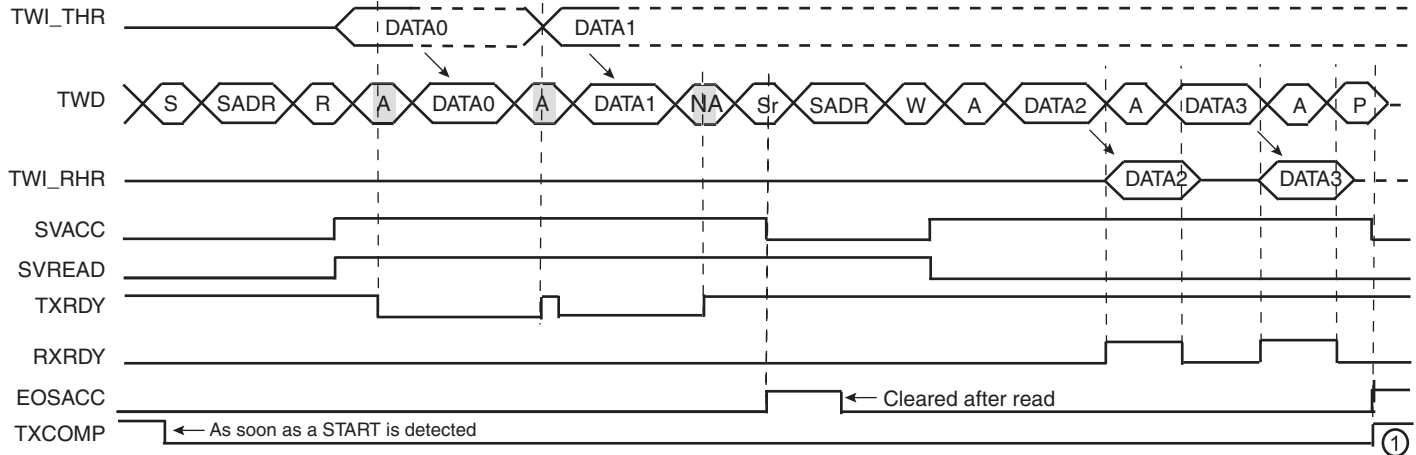 TWI_THR DATA0 DATA1
TWD S SADR R A DATA0 A DATA1 NA Sr SADR W A DATA2 A DATA3 A P
TWI_RHR DATA2 DATA3
SVACC
SVREAD
TXRDY
RXRDY
EOSACC Cleared after read
TXCOMP As soon as a START is detected 1